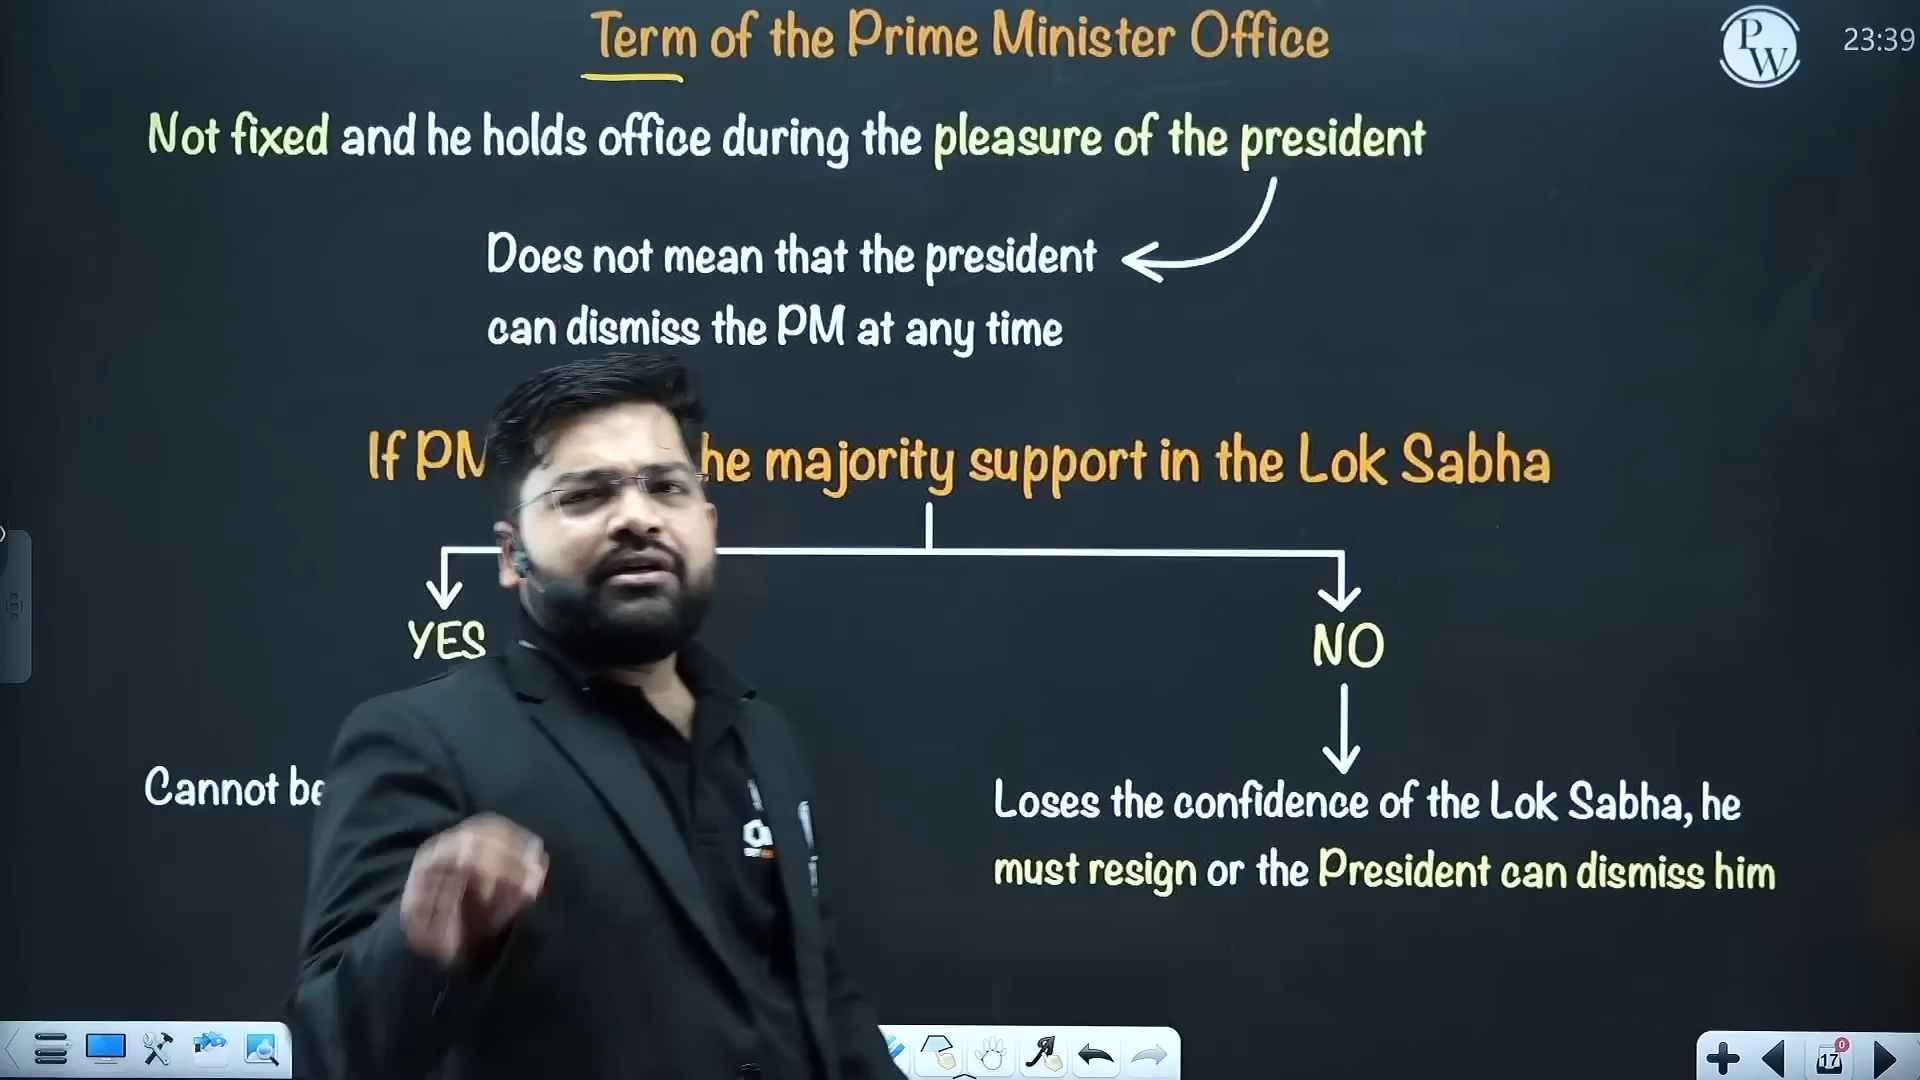 Term of the Prime Minister Office
PW
23:39
Not fixed and he holds office during the pleasure of the president
Does not mean that the president
can dismiss the PM at any time
If PM he majority support in the Lok Sabha
YES
NO
Cannot be
Loses the confidence of the Lok Sabha, he
must resign or the President can dismiss him
17
0